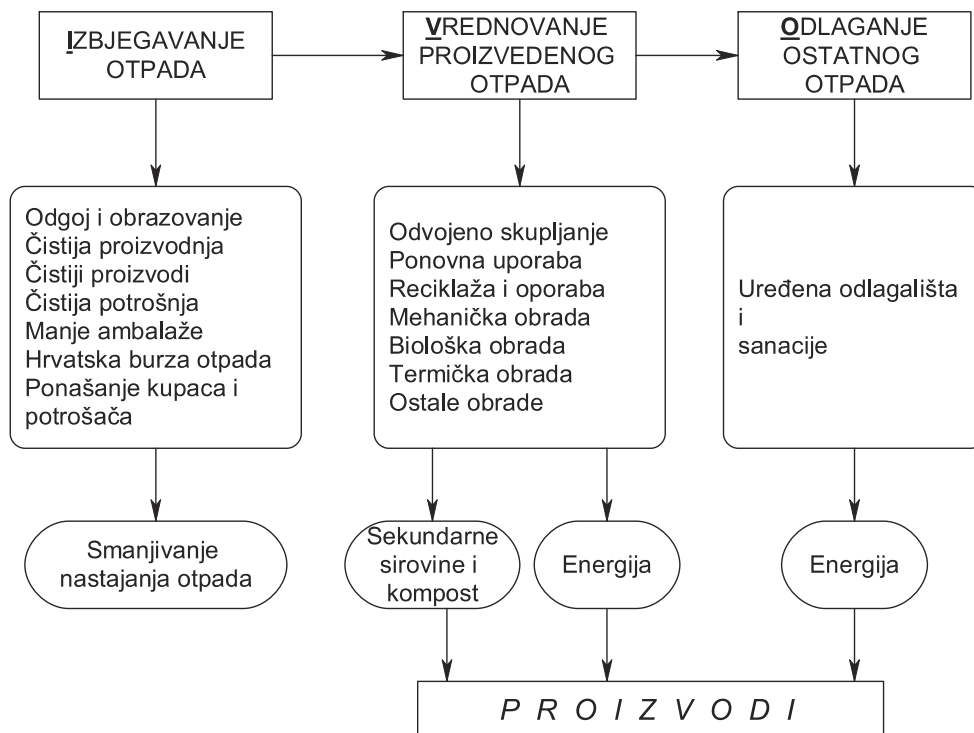 IZBJEGAVANJE
OTPADA
VREDNOVANJE
PROIZVEDENOG
OTPADA
ODLAGANJE
OSTATNOG
OTPADA
Odgoj i obrazovanje
Čistija proizvodnja
Čistiji proizvodi
Čistija potrošnja
Manje ambalaže
Hrvatska burza otpada
Ponašanje kupaca i
potrošača
Odvojeno skupljanje
Ponovna uporaba
Reciklaža i oporaba
Mehanička obrada
Biološka obrada
Termička obrada
Ostale obrade
Uređena odlagališta
i
sanacije
Smanjivanje
nastajanja otpada
Sekundarne
sirovine i
kompost
Energija
Energija
P R O I Z V O D I